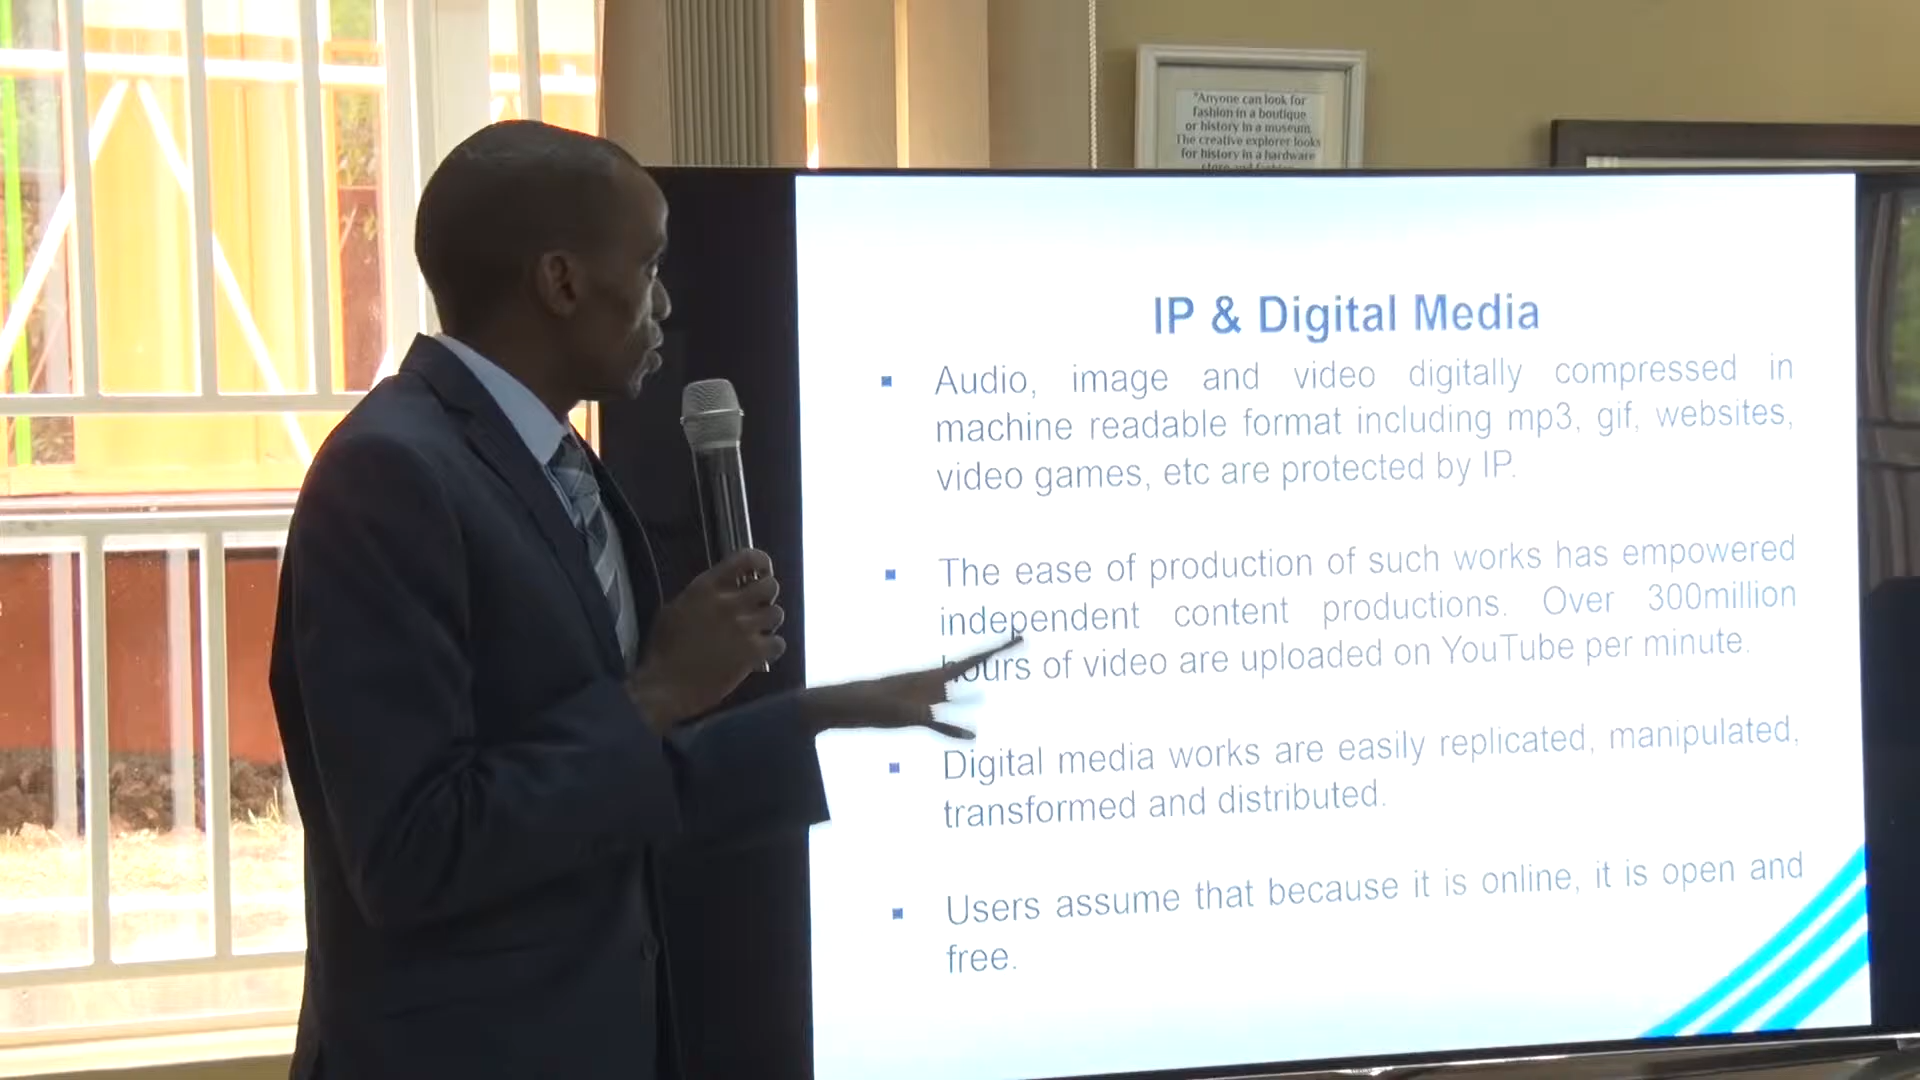 "Anyone can look for
fashion in a boutique
or history in a museum.
The creative explorer looks
for history in a hardware
IP & Digital Media
Audio, image and video digitally compressed in
machine readable format including mp3, gif, websites,
video games, etc are protected by IP.
The ease of production of such works has empowered
independent content productions. Over 300million
hours of video are uploaded on YouTube per minute.
Digital media works are easily replicated, manipulated,
transformed and distributed.
Users assume that because it is online, it is open and
free.